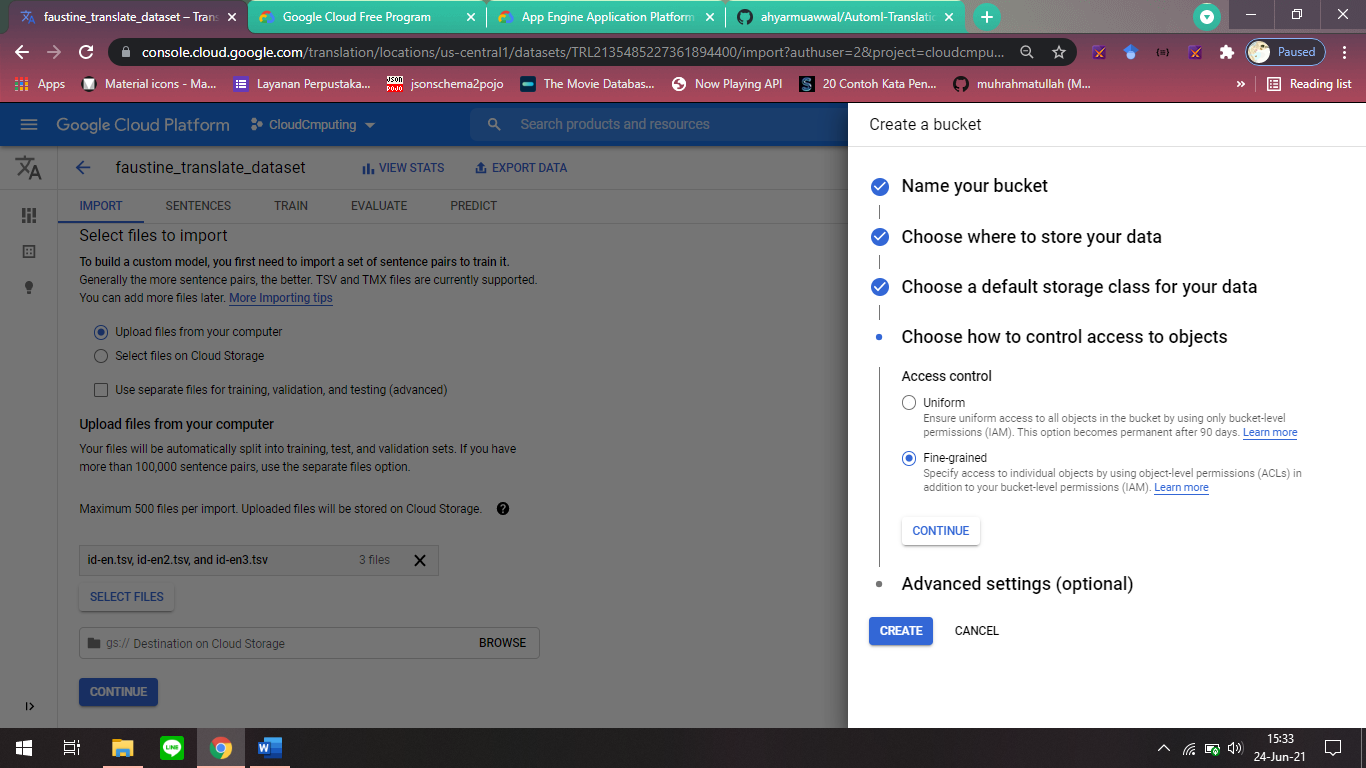 faustine_translate_dataset – Trans
Google Cloud Free Program
App Engine Application Platform
ahyarmuawwal/Automl-Translatio
console.cloud.google.com/translation/locations/us-central1/datasets/TRL2135485227361894400/import?authuser=2&project=cloudcmpu...
Paused
Apps
Material icons - Ma...
Layanan Perpustaka...
JSON POJO
jsonschema2pojo
The Movie Databas...
Now Playing API
20 Contoh Kata Pen...
muhrahmatullah (M...
»
Reading list
Google Cloud Platform
CloudCmputing
Search products and resources
faustine_translate_dataset
VIEW STATS
EXPORT DATA
IMPORT
SENTENCES
TRAIN
EVALUATE
PREDICT
Select files to import
To build a custom model, you first need to import a set of sentence pairs to train it.
Generally the more sentence pairs, the better. TSV and TMX files are currently supported.
You can add more files later. More Importing tips
Upload files from your computer
Select files on Cloud Storage
Use separate files for training, validation, and testing (advanced)
Upload files from your computer
Your files will be automatically split into training, test, and validation sets. If you have
more than 100,000 sentence pairs, use the separate files option.
Maximum 500 files per import. Uploaded files will be stored on Cloud Storage.
id-en.tsv, id-en2.tsv, and id-en3.tsv
3 files
SELECT FILES
gs:// Destination on Cloud Storage
BROWSE
CONTINUE
Create a bucket
Name your bucket
Choose where to store your data
Choose a default storage class for your data
Choose how to control access to objects
Access control
Uniform
Ensure uniform access to all objects in the bucket by using only bucket-level
permissions (IAM). This option becomes permanent after 90 days. Learn more
Fine-grained
Specify access to individual objects by using object-level permissions (ACLs) in
addition to your bucket-level permissions (IAM). Learn more
CONTINUE
Advanced settings (optional)
CREATE
CANCEL
LINE
15:33
24-Jun-21